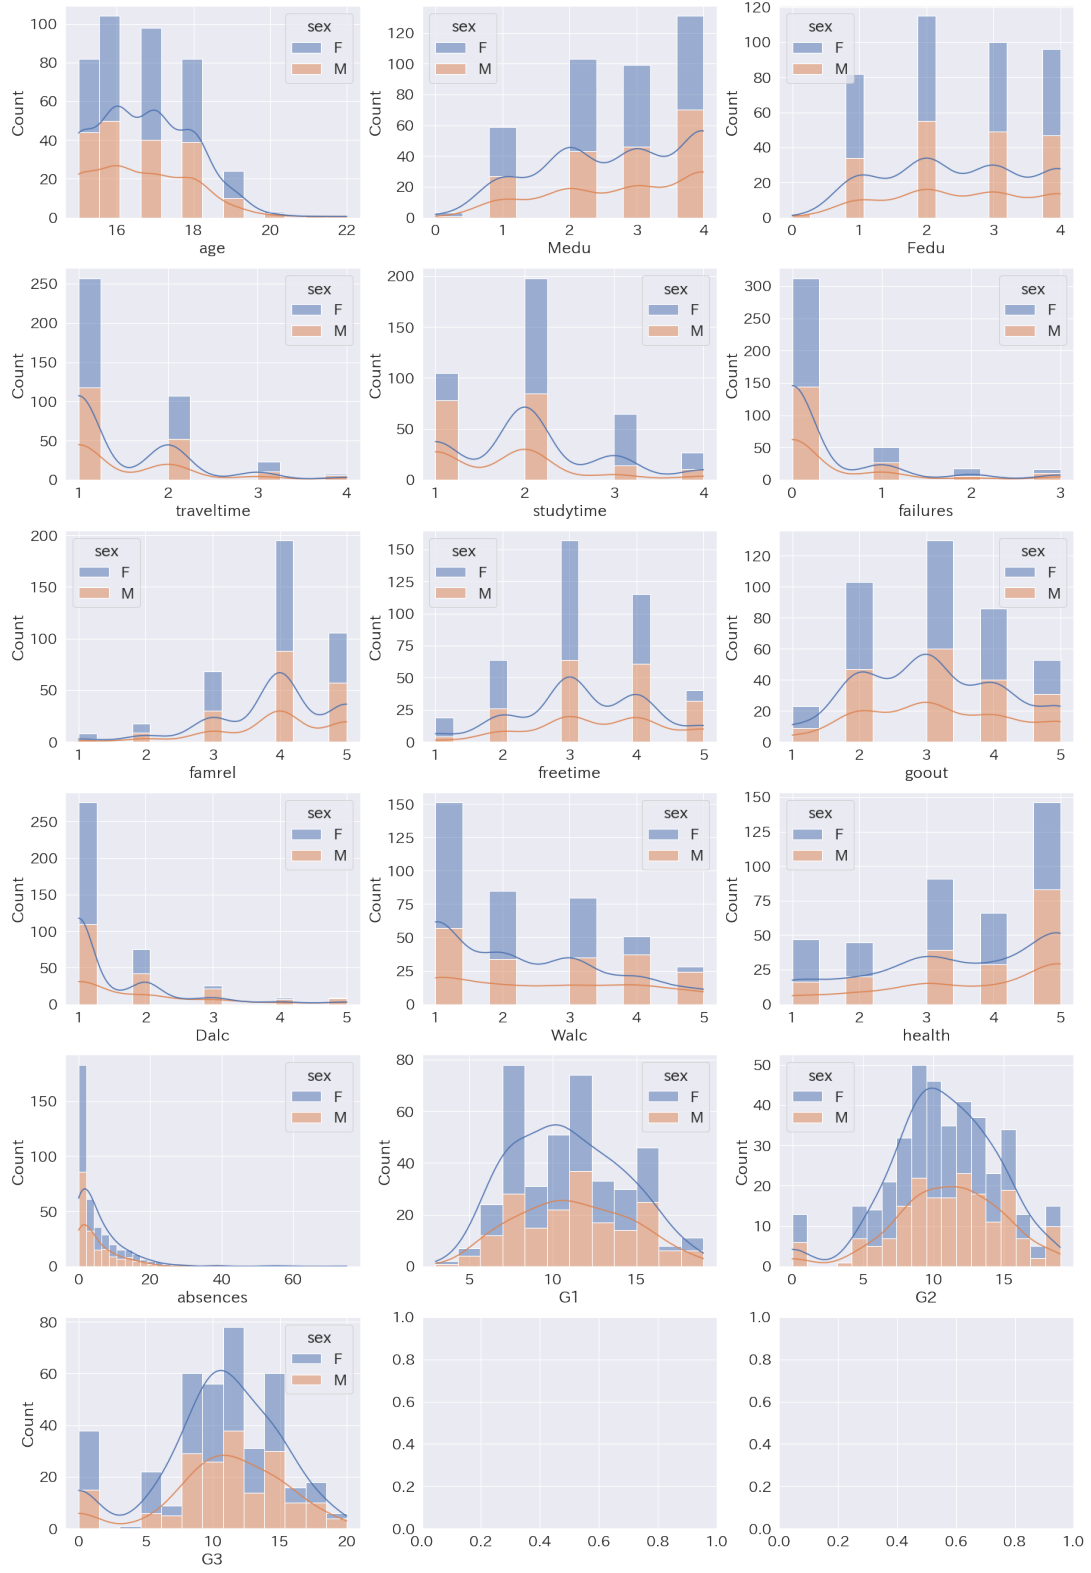 100
80
60
40
20
0
Count
16
18
20
22
age
sex
F
M
120
100
80
60
40
20
0
Count
0
1
2
3
4
Medu
sex
F
M
120
100
80
60
40
20
0
Count
0
1
2
3
4
Fedu
sex
F
M
250
200
150
100
50
0
Count
1
2
3
4
traveltime
sex
F
M
200
150
100
50
0
Count
1
2
3
4
studytime
sex
F
M
300
250
200
150
100
50
0
Count
0
1
2
3
failures
sex
F
M
200
150
100
50
0
Count
1
2
3
4
5
famrel
sex
F
M
150
125
100
75
50
25
0
Count
1
2
3
4
5
freetime
sex
F
M
120
100
80
60
40
20
0
Count
1
2
3
4
5
goout
sex
F
M
250
200
150
100
50
0
Count
1
2
3
4
5
Dalc
sex
F
M
150
125
100
75
50
25
0
Count
1
2
3
4
5
Walc
sex
F
M
150
125
100
75
50
25
0
Count
1
2
3
4
5
health
sex
F
M
150
100
50
0
Count
0
20
40
60
absences
sex
F
M
80
60
40
20
0
Count
5
10
15
G1
sex
F
M
50
40
30
20
10
0
Count
0
5
10
15
G2
sex
F
M
80
60
40
20
0
Count
0
5
10
15
20
G3
sex
F
M
1.0
0.8
0.6
0.4
0.2
0.0
0.0
0.2
0.4
0.6
0.8
1.0
1.0
0.8
0.6
0.4
0.2
0.0
0.0
0.2
0.4
0.6
0.8
1.0